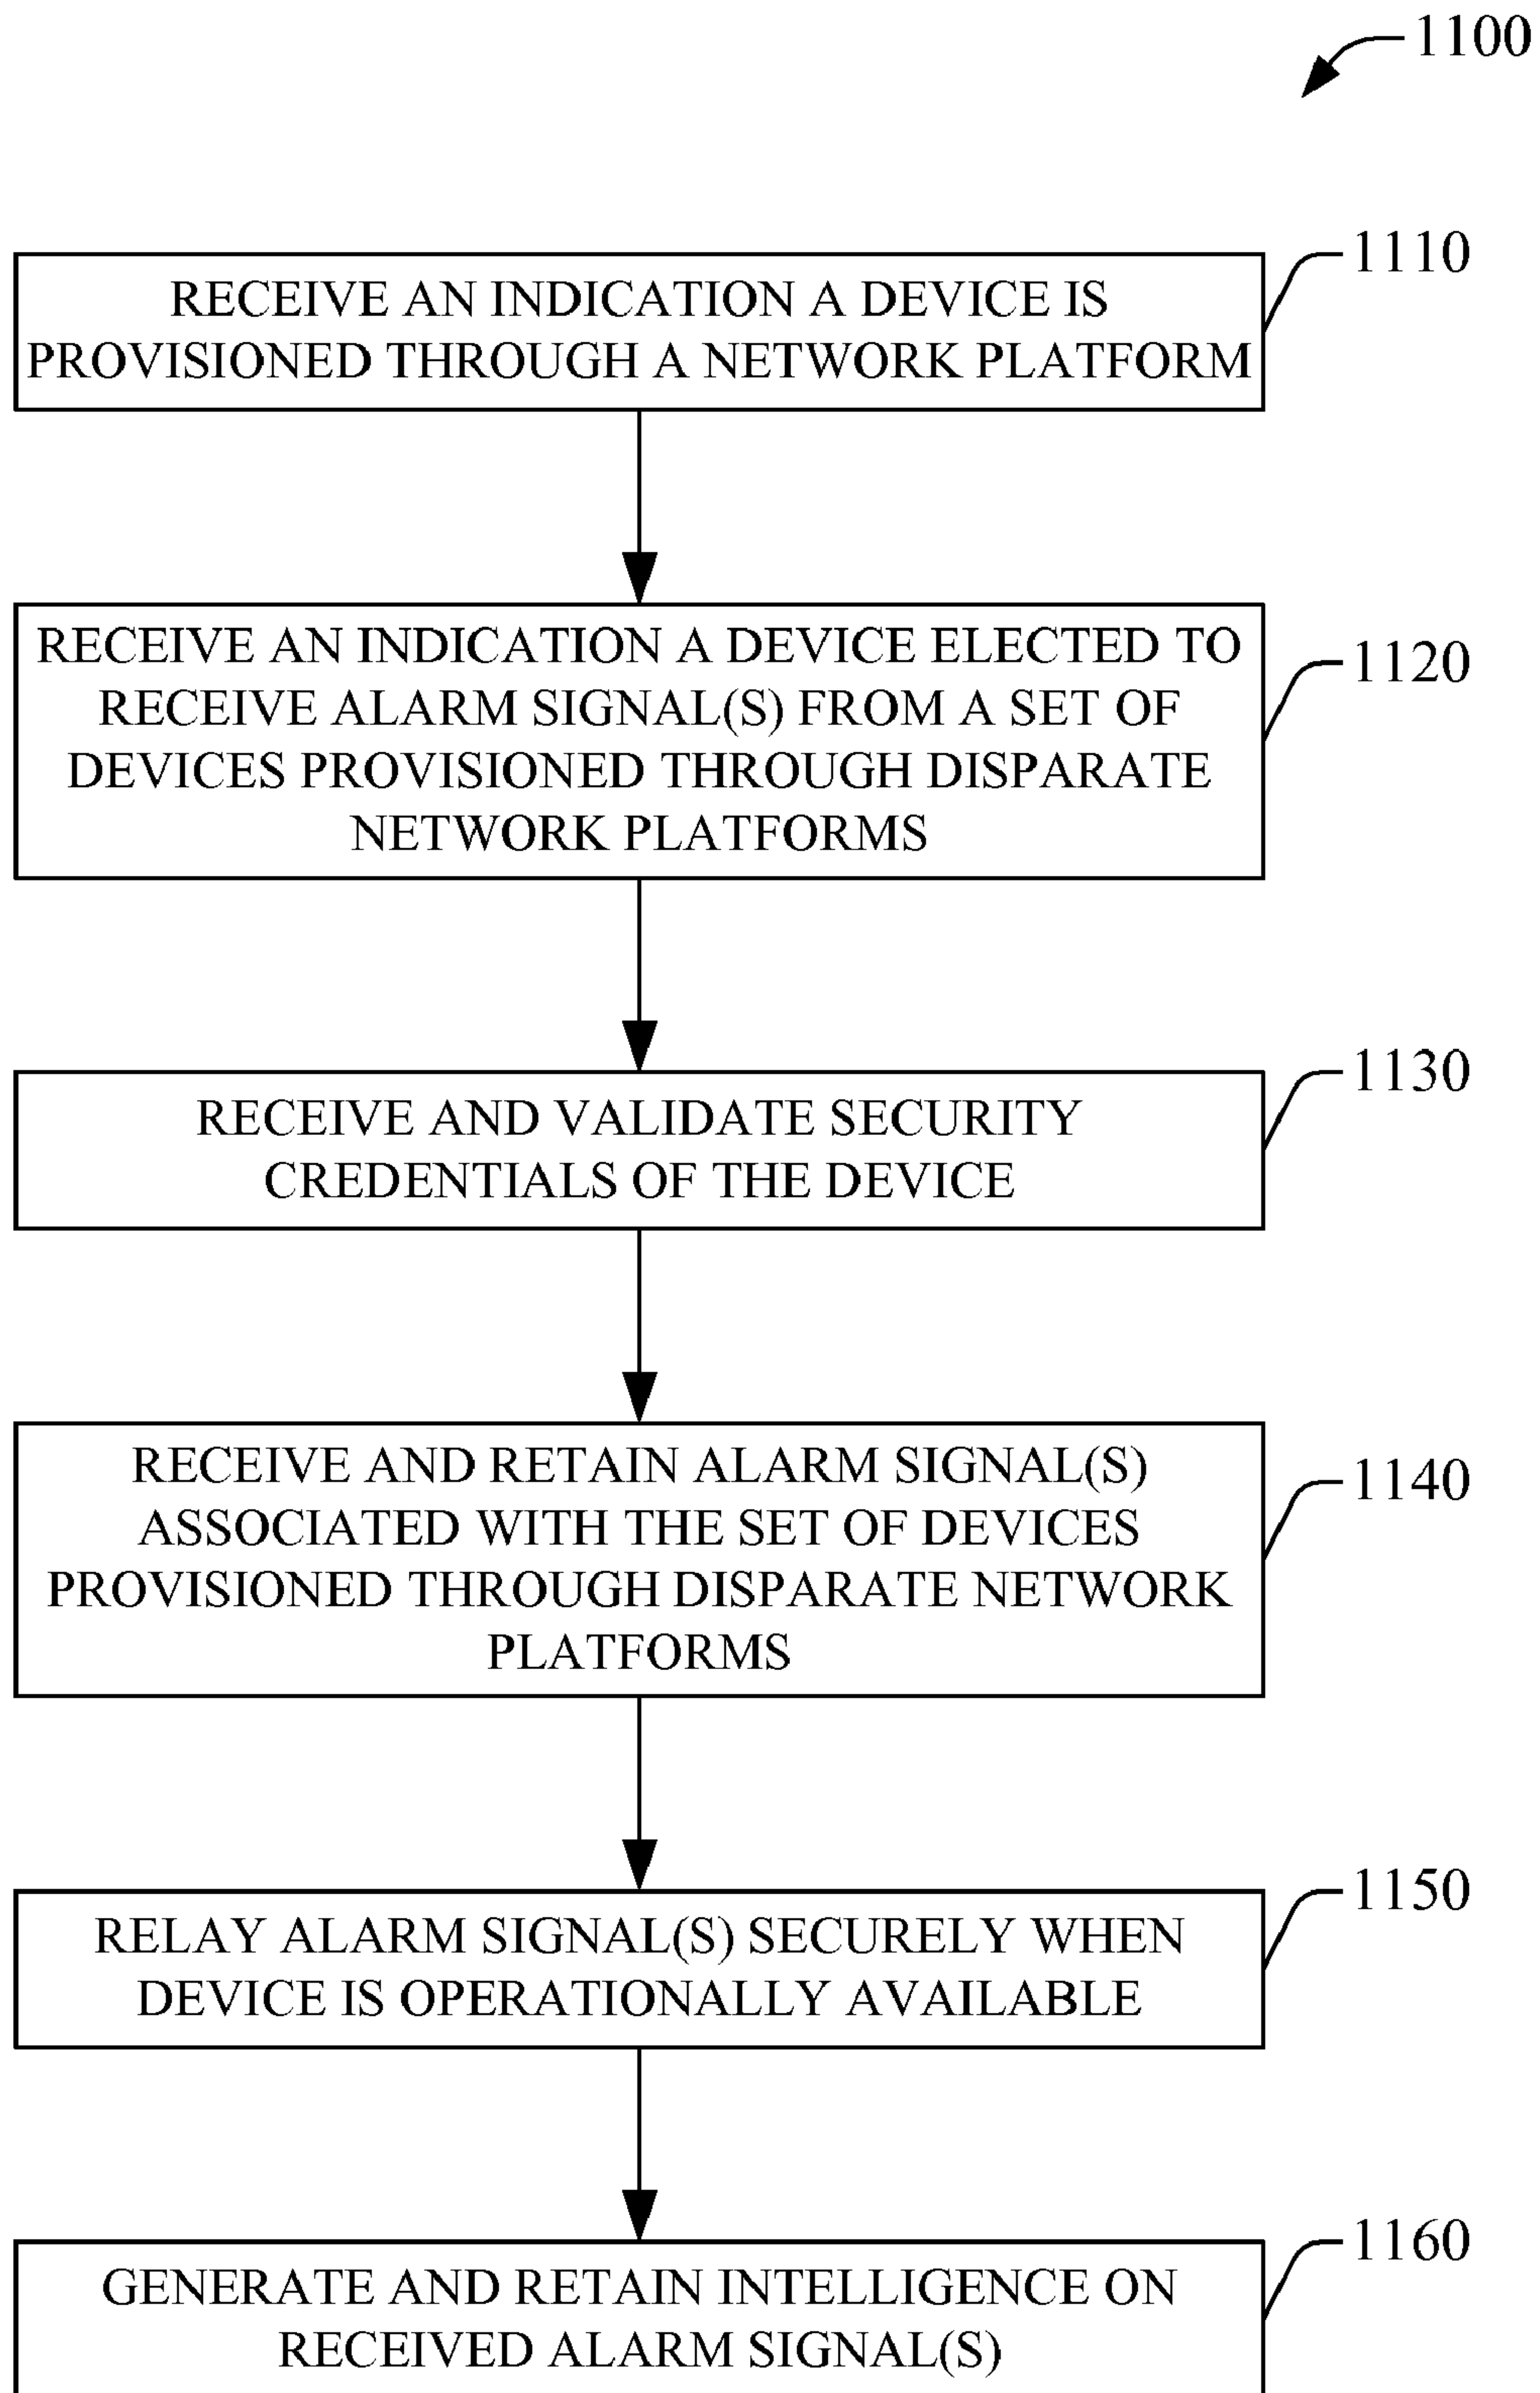 1100
1110
RECEIVE AN INDICATION A DEVICE IS
PROVISIONED THROUGH A NETWORK PLATFORM
1120
RECEIVE AN INDICATION A DEVICE ELECTED TO
RECEIVE ALARM SIGNAL(S) FROM A SET OF
DEVICES PROVISIONED THROUGH DISPARATE
NETWORK PLATFORMS
1130
RECEIVE AND VALIDATE SECURITY
CREDENTIALS OF THE DEVICE
1140
RECEIVE AND RETAIN ALARM SIGNAL(S)
ASSOCIATED WITH THE SET OF DEVICES
PROVISIONED THROUGH DISPARATE NETWORK
PLATFORMS
1150
RELAY ALARM SIGNAL(S) SECURELY WHEN
DEVICE IS OPERATIONALLY AVAILABLE
1160
GENERATE AND RETAIN INTELLIGENCE ON
RECEIVED ALARM SIGNAL(S)